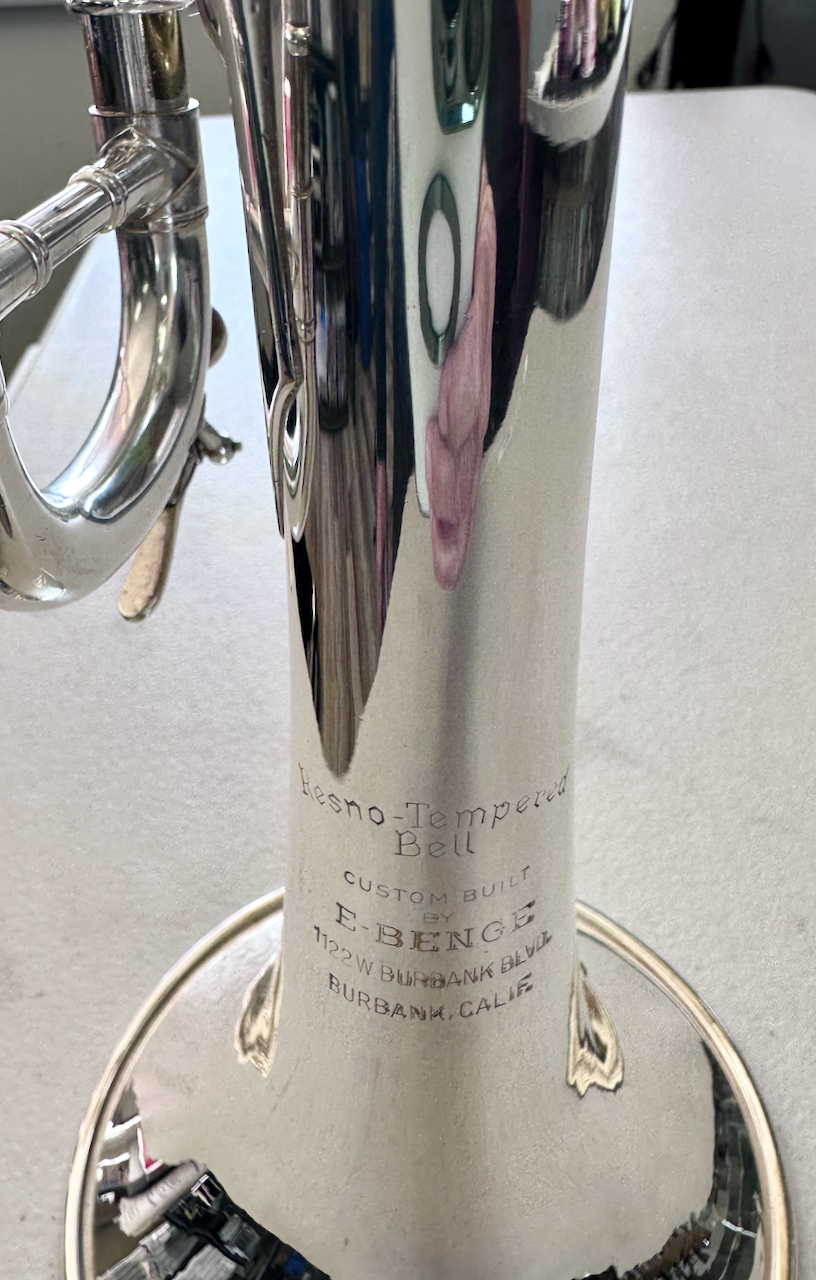 Resno-Tempered
Bell
CUSTOM BUILT
BY
E-BENGE
1122 W. BURBANK BLVD.
BURBANK, CALIF.